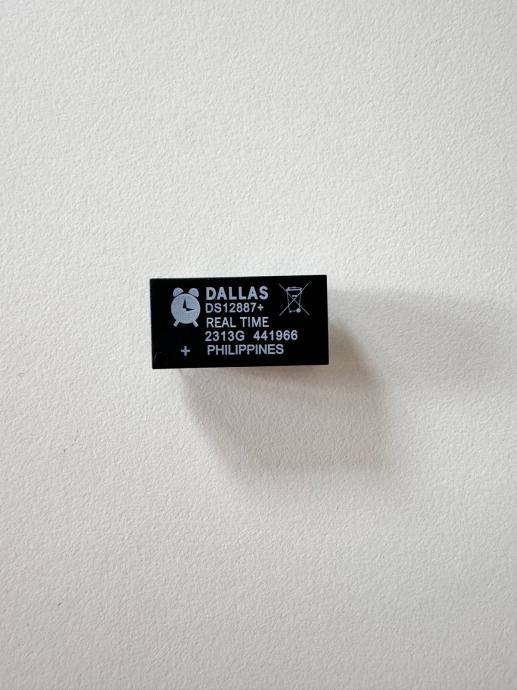 DALLAS
DS12887+
REAL TIME
2313G 441966
+ PHILIPPINES